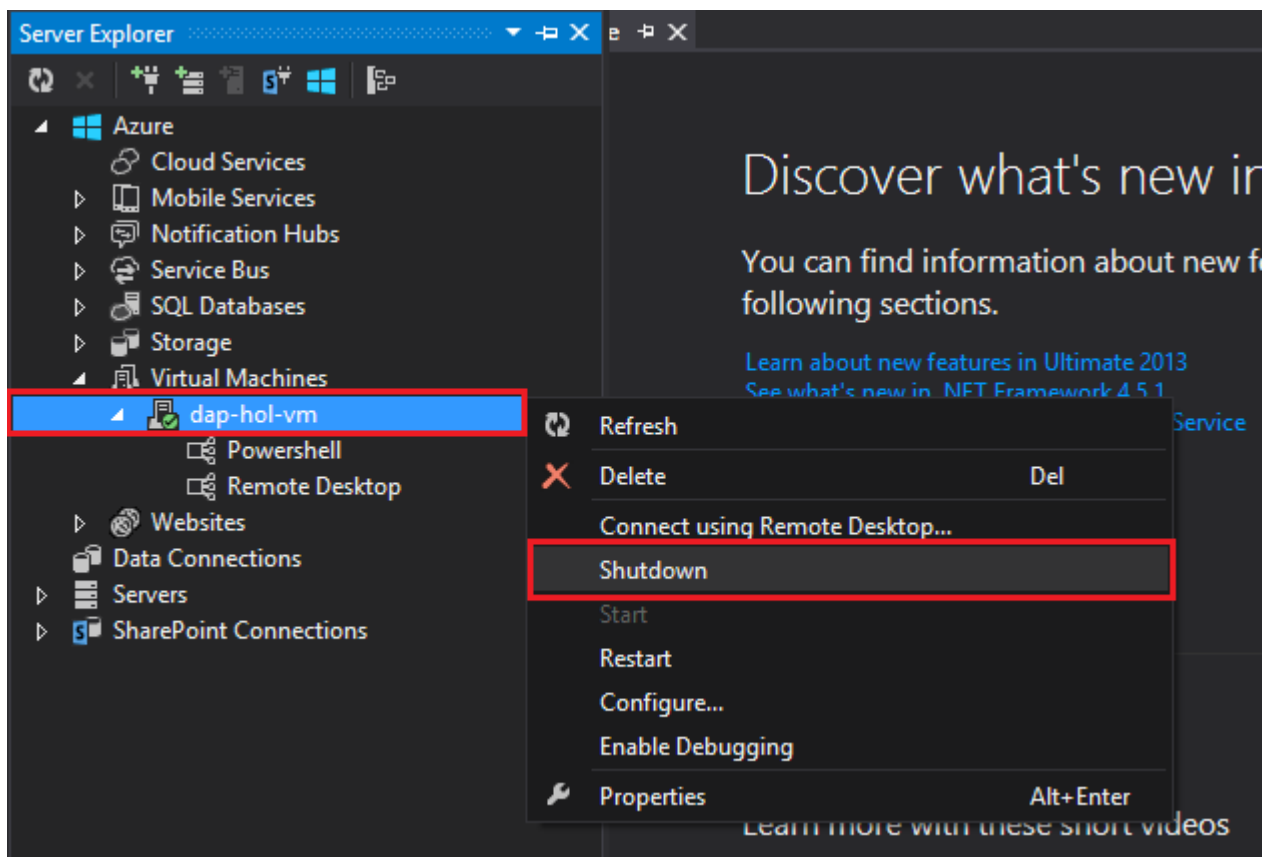 Server Explorer
e
Azure
Cloud Services
Mobile Services
Notification Hubs
Service Bus
SQL Databases
Storage
Virtual Machines
dap-hol-vm
Powershell
Remote Desktop
Websites
Data Connections
Servers
SharePoint Connections
Refresh
Delete Del
Connect using Remote Desktop...
Shutdown
Start
Restart
Configure...
Enable Debugging
Properties Alt+Enter
Discover what's new in
You can find information about new
following sections.
Learn about new features in Ultimate 2013
See what's new in .NET Framework 4.5.1
Service
Learn more with these short videos